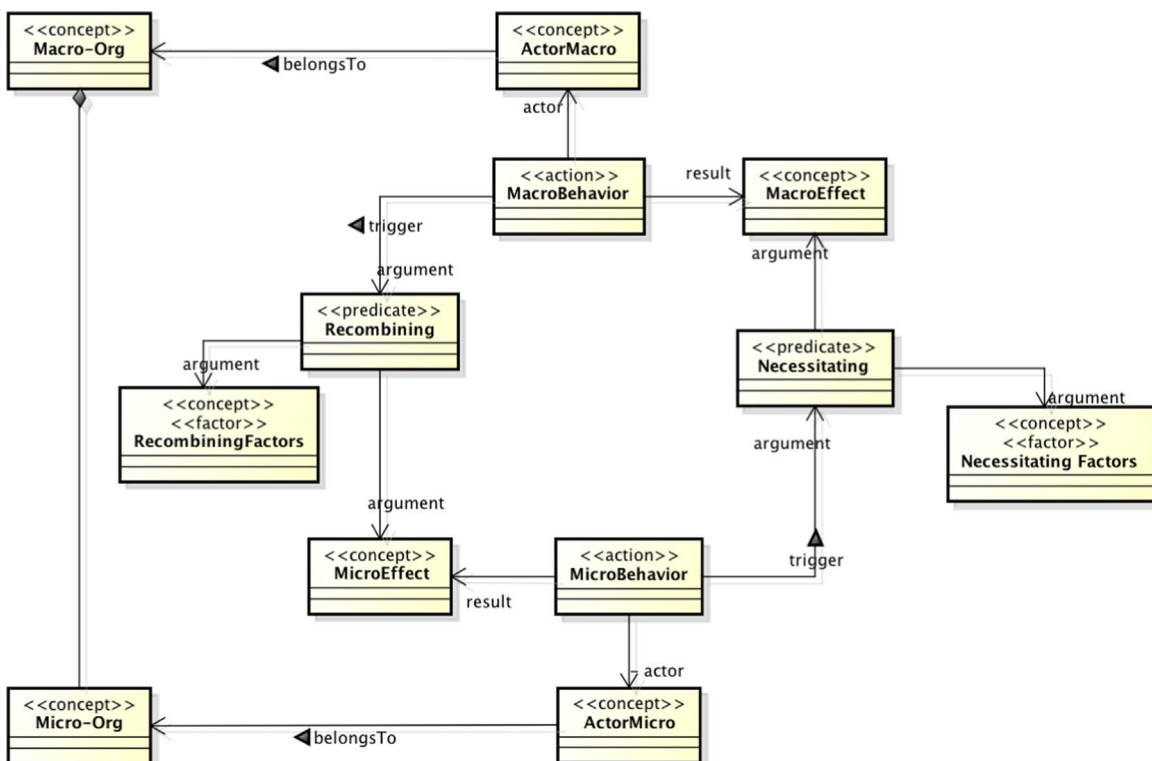 <<concept>>
Macro-Org
<<concept>>
ActorMacro
belongsTo
actor
<<action>>
MacroBehavior
result
<<concept>>
MacroEffect
trigger
argument
argument
<<predicate>>
Recombining
argument
<<predicate>>
Necessitating
<<concept>>
<<factor>>
RecombiningFactors
argument
argument
<<concept>>
<<factor>>
Necessitating Factors
argument
<<concept>>
MicroEffect
result
<<action>>
MicroBehavior
trigger
actor
<<concept>>
Micro-Org
<<concept>>
ActorMicro
belongsTo